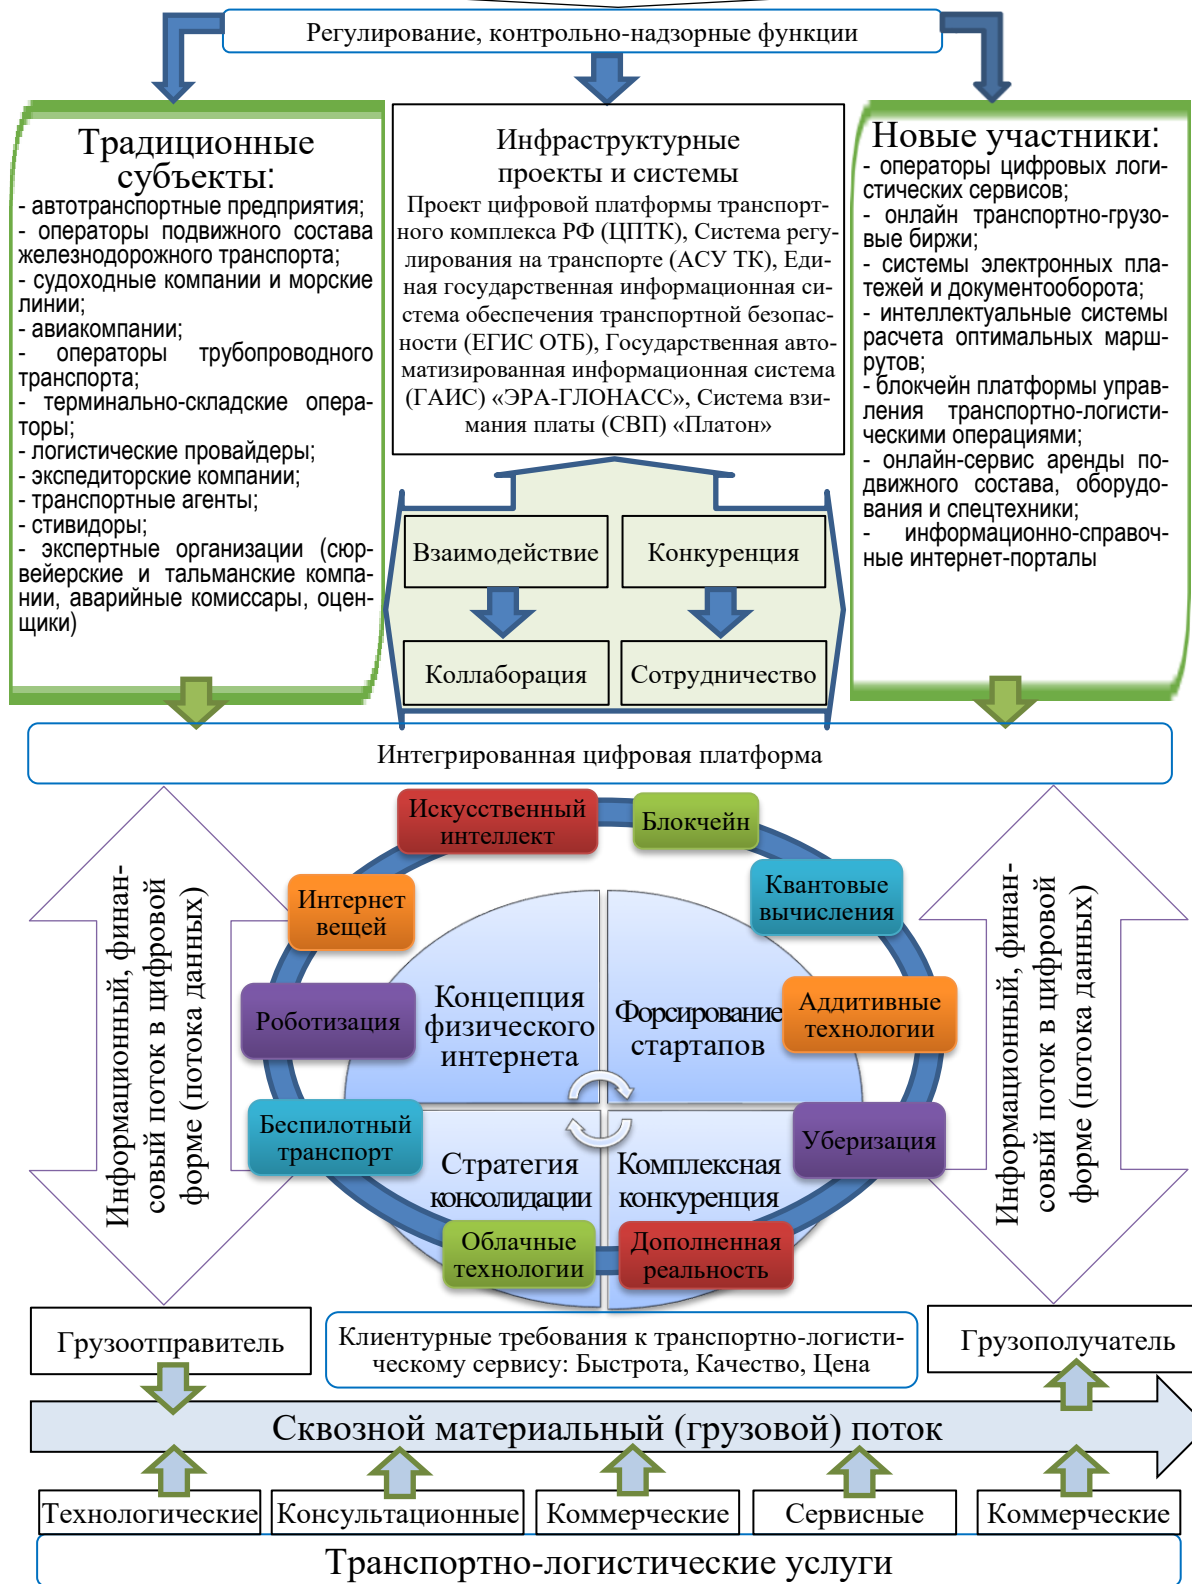 Регулирование, контрольно-надзорные функции
Традиционные
субъекты:
- автотранспортные предприятия;
- операторы подвижного состава
железнодорожного транспорта;
- судоходные компании и морские
линии;
- авиакомпании;
- операторы трубопроводного
транспорта;
- терминально-складские опера-
торы;
- логистические провайдеры;
- экспедиторские компании;
- транспортные агенты;
- стивидоры;
- экспертные организации (сюр-
вейерские и тальманские компа-
нии, аварийные комиссары, оцен-
щики)
Инфраструктурные
проекты и системы
Проект цифровой платформы транспорт-
ного комплекса РФ (ЦПТК), Система регу-
лирования на транспорте (АСУ ТК), Еди-
ная государственная информационная си-
стема обеспечения транспортной безопас-
ности (ЕГИС ОТБ), Государственная авто-
матизированная информационная система
(ГАИС) «ЭРА-ГЛОНАСС», Система взи-
мания платы (СВП) «Платон»
Новые участники:
- операторы цифровых логи-
стических сервисов;
- онлайн транспортно-грузо-
вые биржи;
- системы электронных пла-
тежей и документооборота;
- интеллектуальные системы
расчета оптимальных марш-
рутов;
- блокчейн платформы управ-
ления транспортно-логисти-
ческими операциями;
- онлайн-сервис аренды по-
движного состава, оборудо-
вания и спецтехники;
- информационно-справоч-
ные интернет-порталы
Взаимодействие
Конкуренция
Коллаборация
Сотрудничество
Интегрированная цифровая платформа
Информационный, финан-
совый поток в цифровой
форме (потока данных)
Искусственный
интеллект
Блокчейн
Интернет
вещей
Квантовые
вычисления
Роботизация
Аддитивные
технологии
Концепция
физического
интернета
Форсирование
стартапов
Беспилотный
транспорт
Уберизация
Стратегия
консолидации
Комплексная
конкуренция
Облачные
технологии
Дополненная
реальность
Информационный, финан-
совый поток в цифровой
форме (потока данных)
Грузоотправитель
Клиентурные требования к транспортно-логисти-
ческому сервису: Быстрота, Качество, Цена
Грузополучатель
Сквозной материальный (грузовой) поток
Технологические
Консультационные
Коммерческие
Сервисные
Коммерческие
Транспортно-логистические услуги